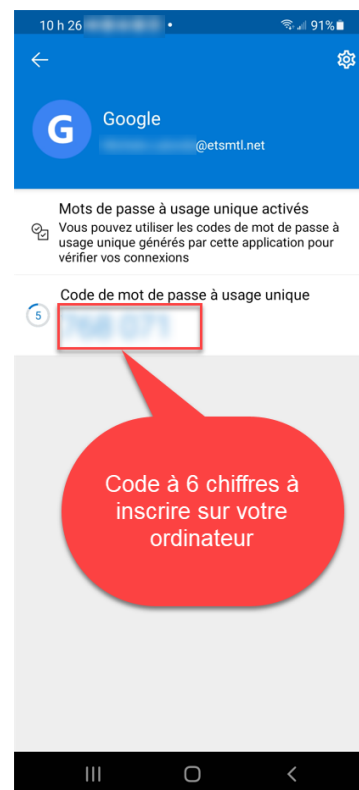 10 h 26 91%
G Google
@etsmtl.net
Mots de passe à usage unique activés
Vous pouvez utiliser les codes de mot de passe à
usage unique générés par cette application pour
vérifier vos connexions
Code de mot de passe à usage unique
5
Code à 6 chiffres à
inscrire sur votre
ordinateur